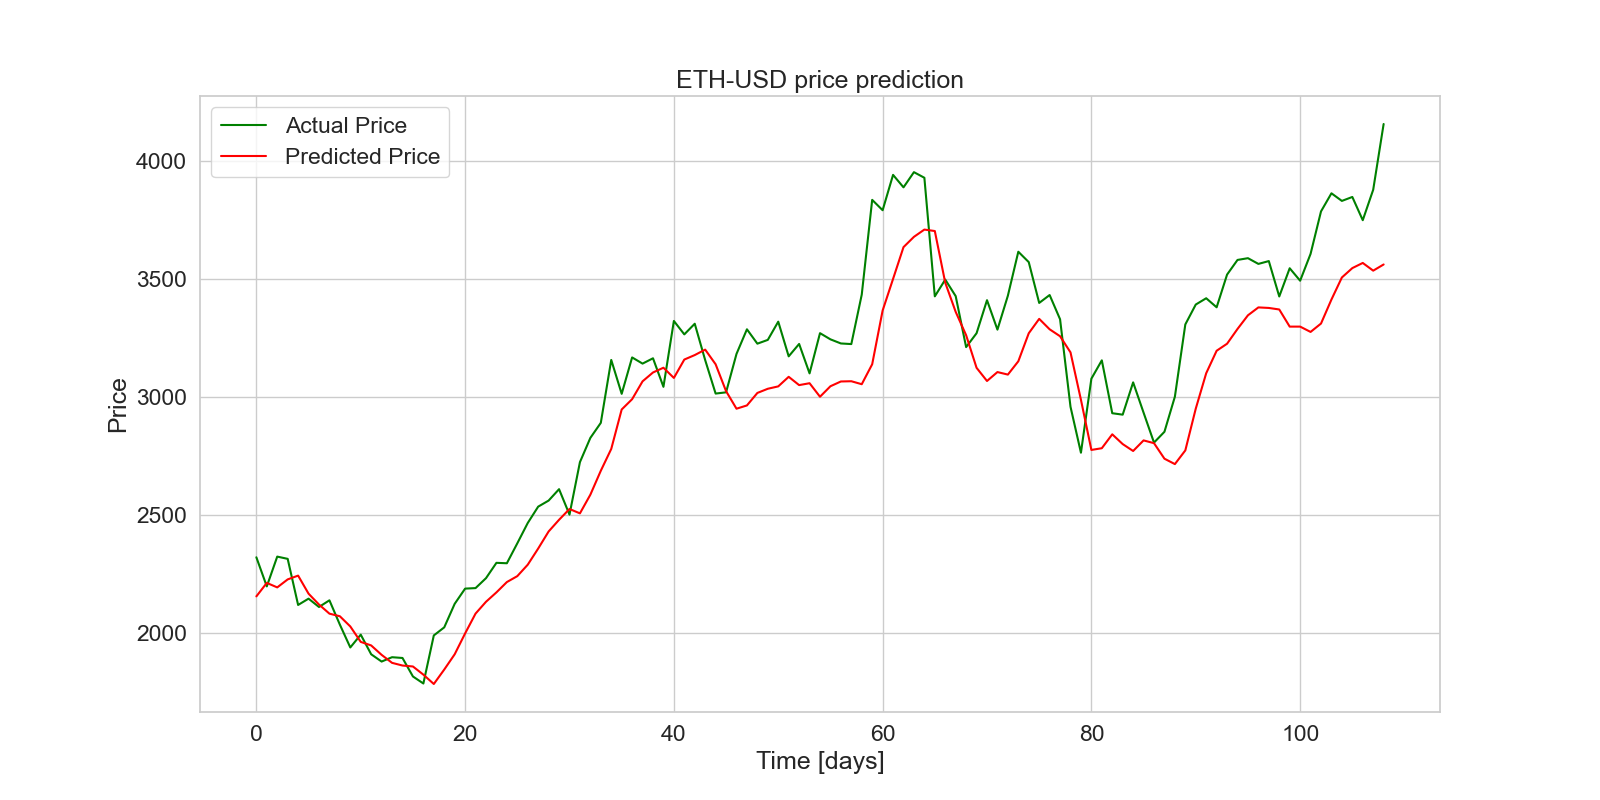 ETH-USD price prediction
Actual Price
Predicted Price
4000
3500
3000
2500
2000
Price
0 20 40 60 80 100
Time [days]